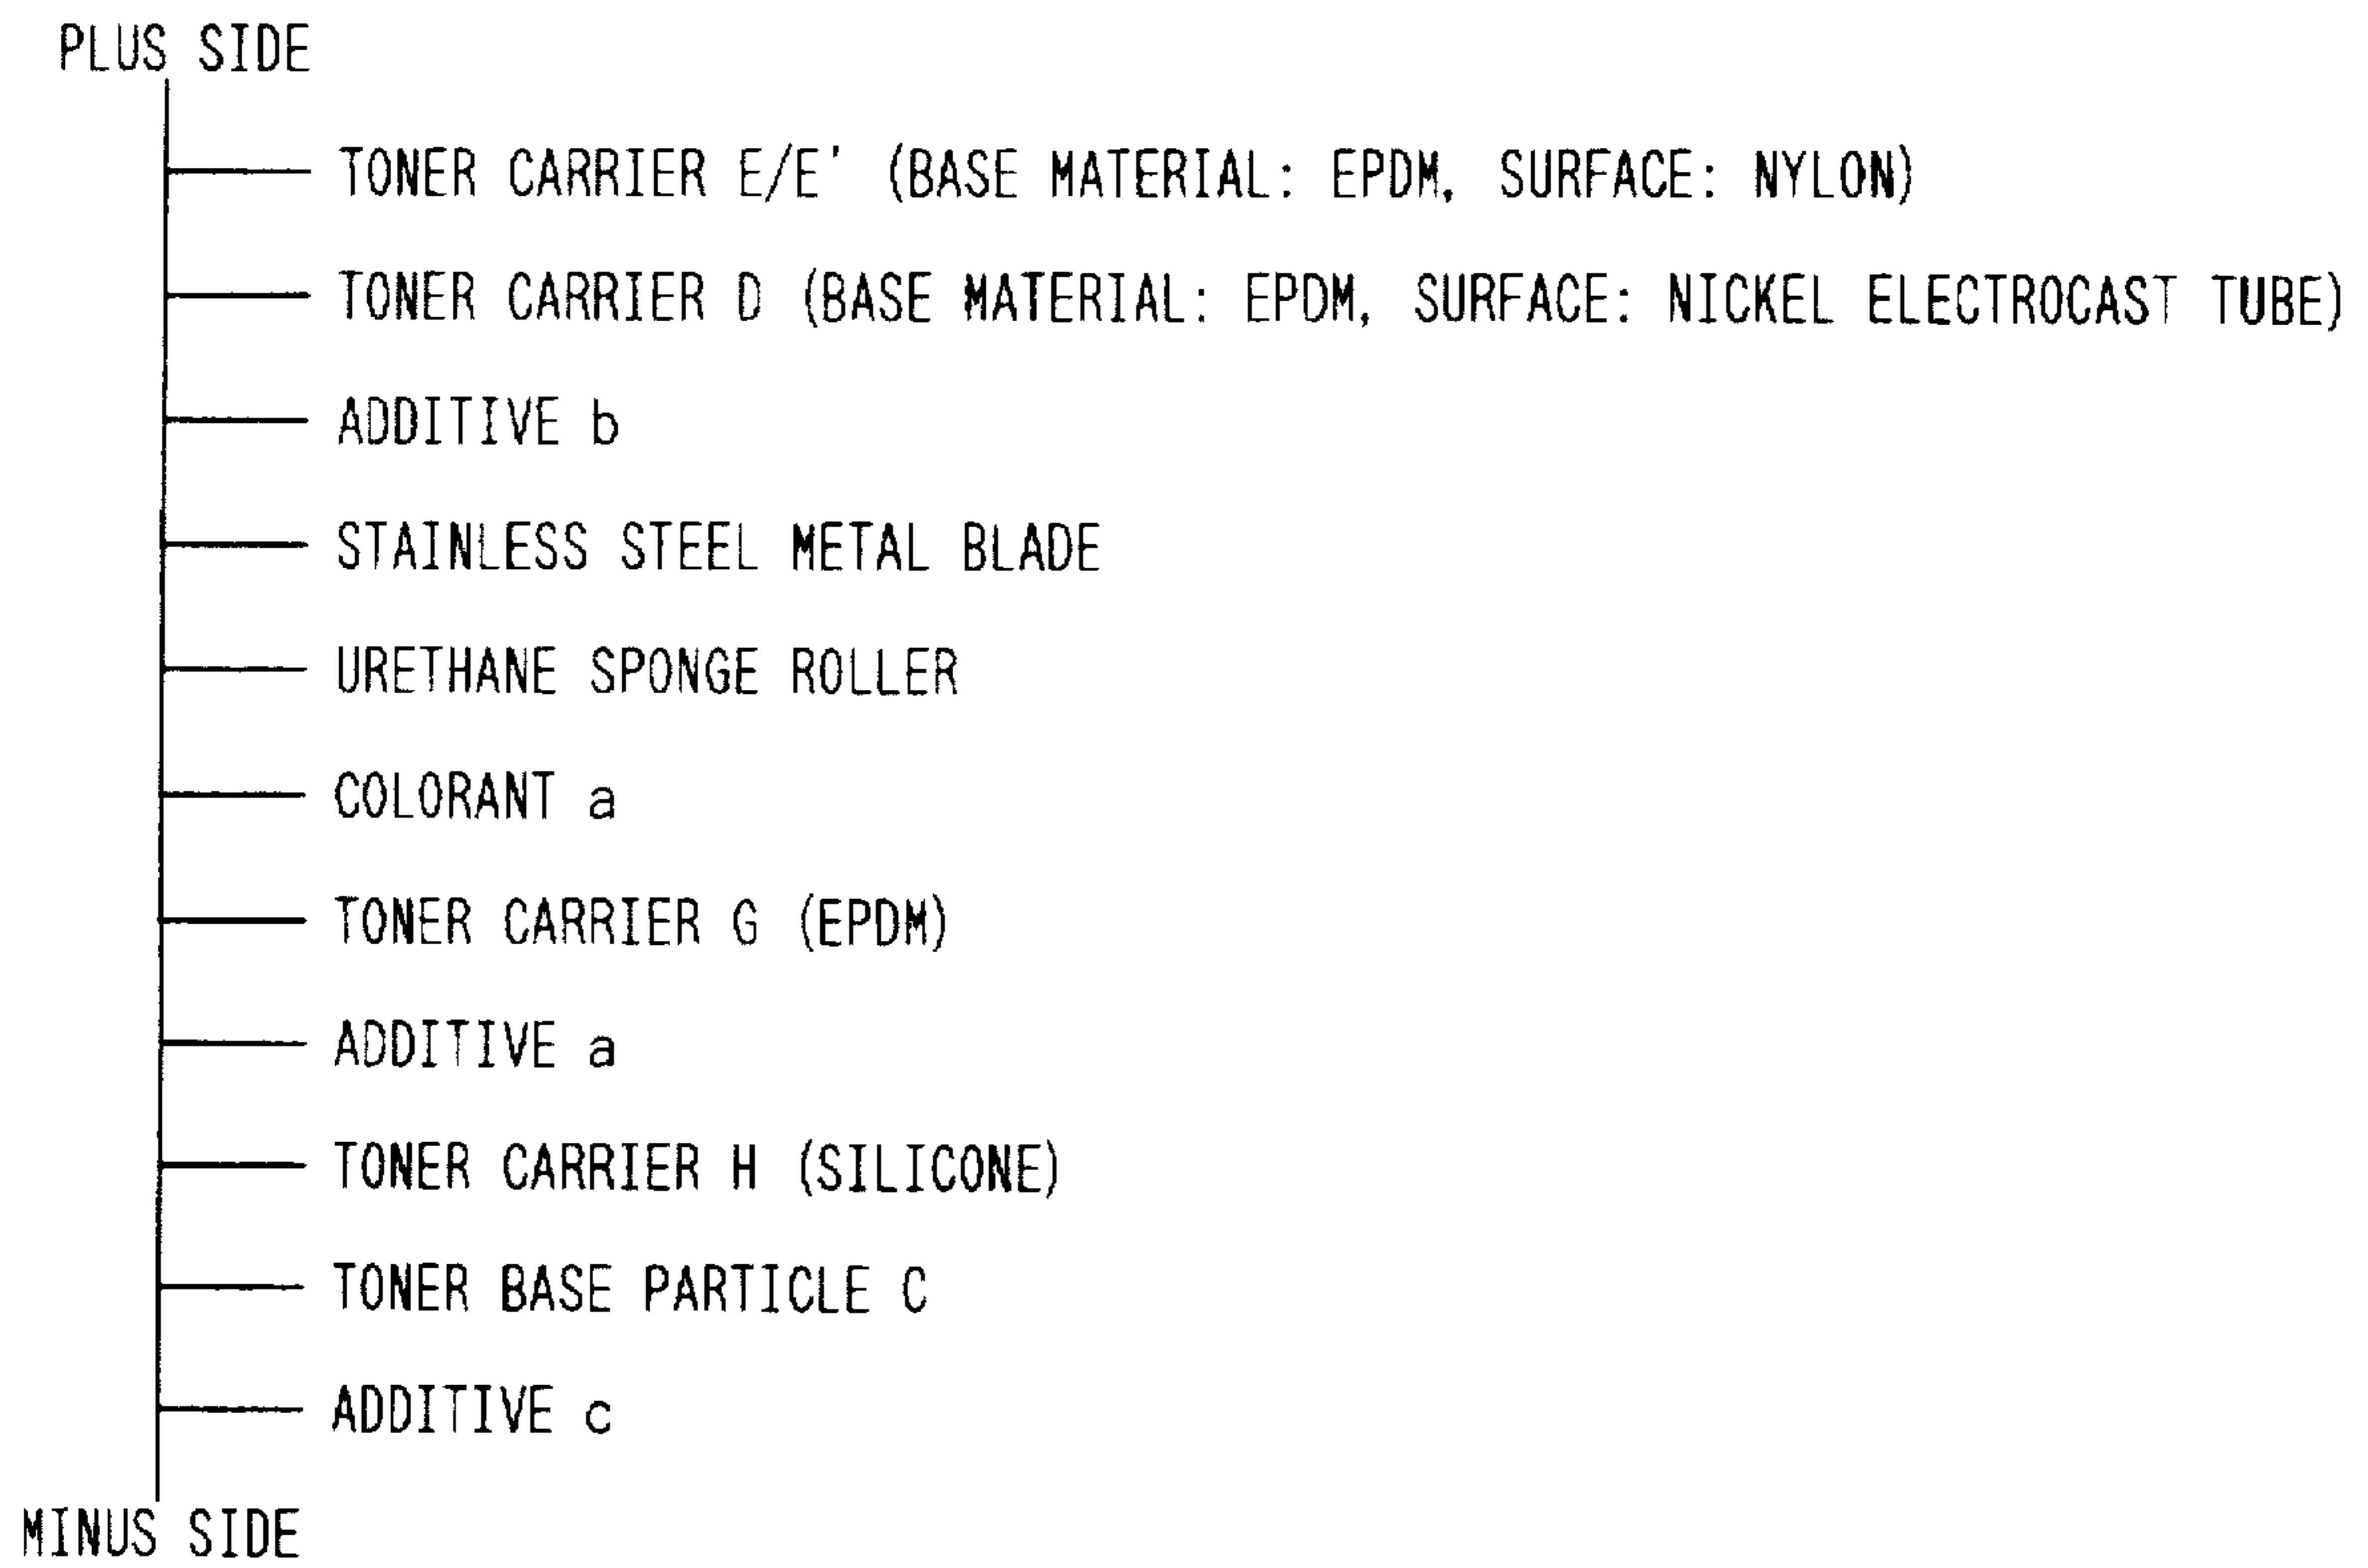 PLUS SIDE
TONER CARRIER E/E' (BASE MATERIAL: EPDM, SURFACE: NYLON)
TONER CARRIER D (BASE MATERIAL: EPDM, SURFACE: NICKEL ELECTROCAST TUBE)
ADDITIVE b
STAINLESS STEEL METAL BLADE
URETHANE SPONGE ROLLER
COLORANT a
TONER CARRIER G (EPDM)
ADDITIVE a
TONER CARRIER H (SILICONE)
TONER BASE PARTICLE C
ADDITIVE c
MINUS SIDE